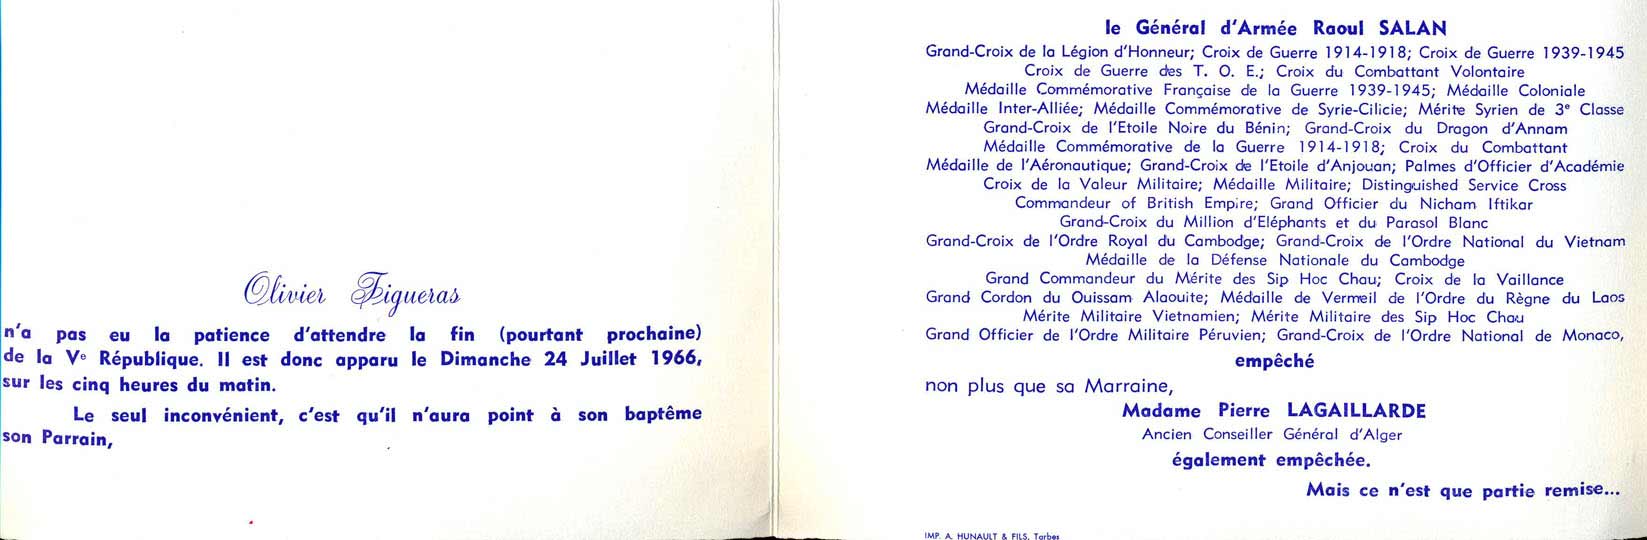 Olivier Figueras
n'a pas eu la patience d'attendre la fin (pourtant prochaine)
de la Ve République. Il est donc apparu le Dimanche 24 Juillet 1966,
sur les cinq heures du matin.
Le seul inconvénient, c'est qu'il n'aura point à son baptême
son Parrain,
le Général d'Armée Raoul SALAN
Grand-Croix de la Légion d'Honneur; Croix de Guerre 1914-1918; Croix de Guerre 1939-1945
Croix de Guerre des T. O. E.; Croix du Combattant Volontaire
Médaille Commémorative Française de la Guerre 1939-1945; Médaille Coloniale
Médaille Inter-Alliée; Médaille Commémorative de Syrie-Cilicie; Mérite Syrien de 3e Classe
Grand-Croix de l'Etoile Noire du Bénin; Grand-Croix du Dragon d'Annam
Médaille Commémorative de la Guerre 1914-1918; Croix du Combattant
Médaille de l'Aéronautique; Grand-Croix de l'Etoile d'Anjouan; Palmes d'Officier d'Académie
Croix de la Valeur Militaire; Médaille Militaire; Distinguished Service Cross
Commandeur of British Empire; Grand Officier du Nicham Iftikar
Grand-Croix du Million d'Eléphants et du Parasol Blanc
Grand-Croix de l'Ordre Royal du Cambodge; Grand-Croix de l'Ordre National du Vietnam
Médaille de la Défense Nationale du Cambodge
Grand Commandeur du Mérite des Sip Hoc Chau; Croix de la Vaillance
Grand Cordon du Ouissam Alaouite; Médaille de Vermeil de l'Ordre du Règne du Laos
Mérite Militaire Vietnamien; Mérite Militaire des Sip Hoc Chau
Grand Officier de l'Ordre Militaire Péruvien; Grand-Croix de l'Ordre National de Monaco,
empêché
non plus que sa Marraine,
Madame Pierre LAGAILLARDE
Ancien Conseiller Général d'Alger
également empêchée.
Mais ce n'est que partie remise...
IMP. A. HUNAULT & FILS, Tarbes